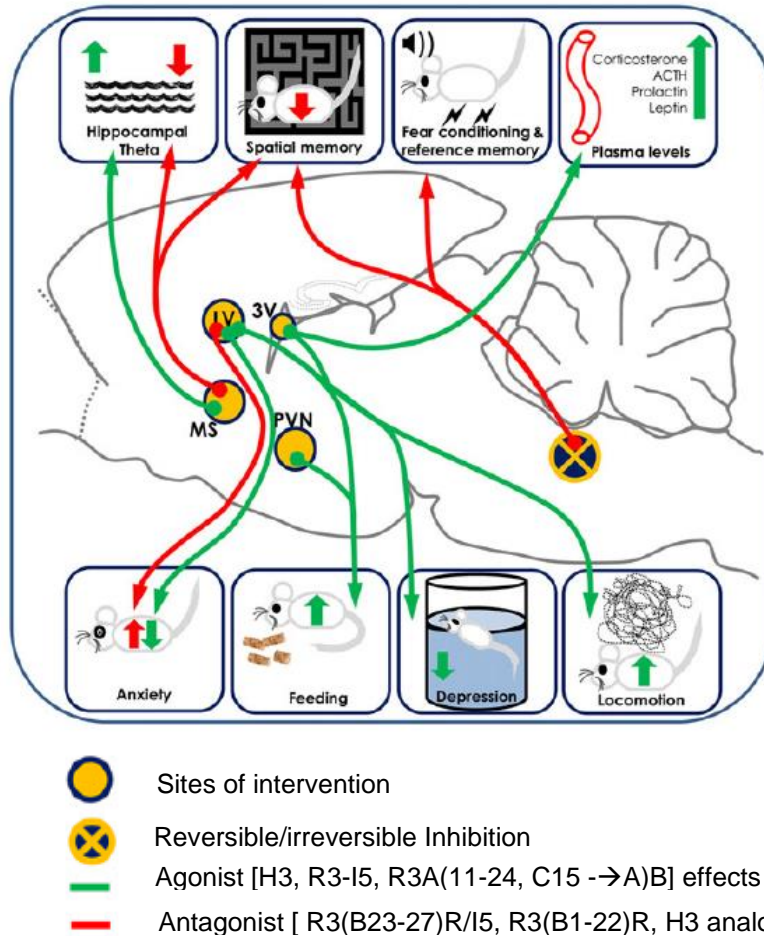 Hippocampal
Theta
Spatial memory
Fear conditioning &
reference memory
Corticosterone
ACTH
Prolactin
Leptin
Plasma levels
LV
3V
MS
PVN
Anxiety
Feeding
Depression
Locomotion
Sites of intervention
Reversible/irreversible Inhibition
Agonist [H3, R3-I5, R3A(11-24, C15 -→A)B] effects
Antagonist [ R3(B23-27)R/I5, R3(B1-22)R, H3